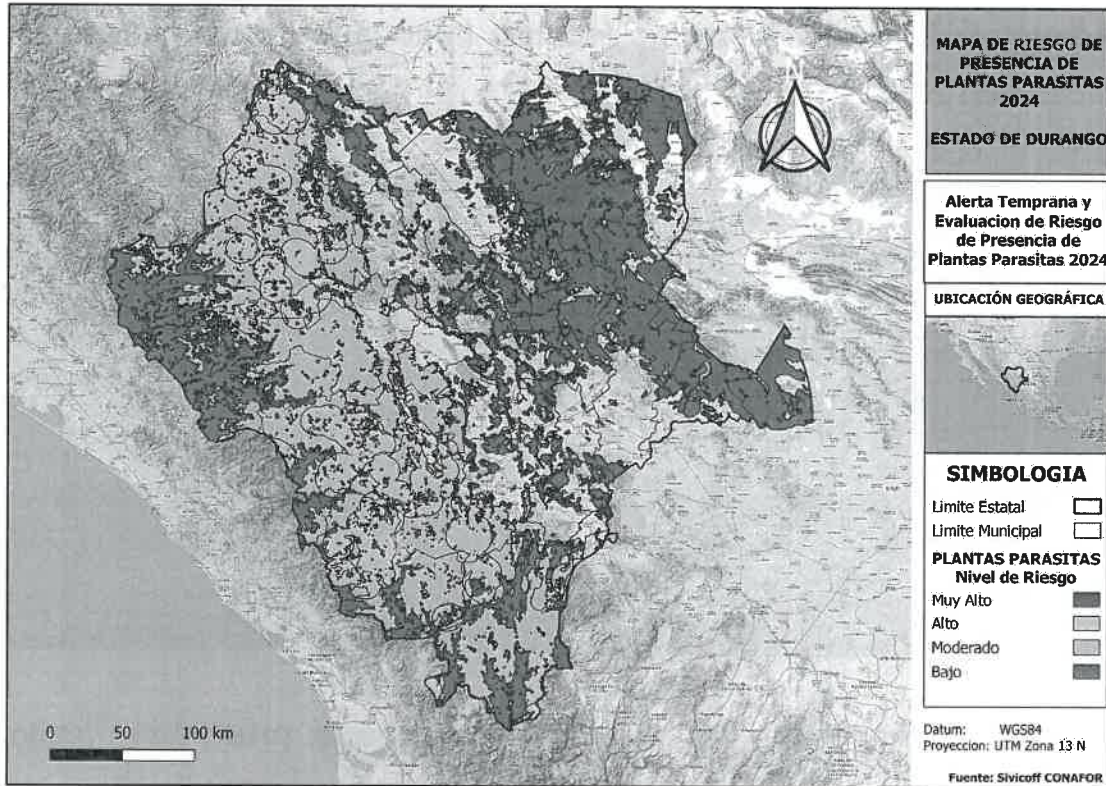 MAPA DE RIESGO DE
PRESENCIA DE
PLANTAS PARASITAS
2024
ESTADO DE DURANGO
Alerta Temprana y
Evaluacion de Riesgo
de Presencia de
Plantas Parasitas 2024
UBICACIÓN GEOGRÁFICA
SIMBOLOGIA
Limite Estatal
Limite Municipal
PLANTAS PARASITAS
Nivel de Riesgo
Muy Alto
Alto
Moderado
Bajo
Datum: WGS84
Proyeccion: UTM Zona 13 N
Fuente: Sivicoff CONAFOR
0 50 100 km